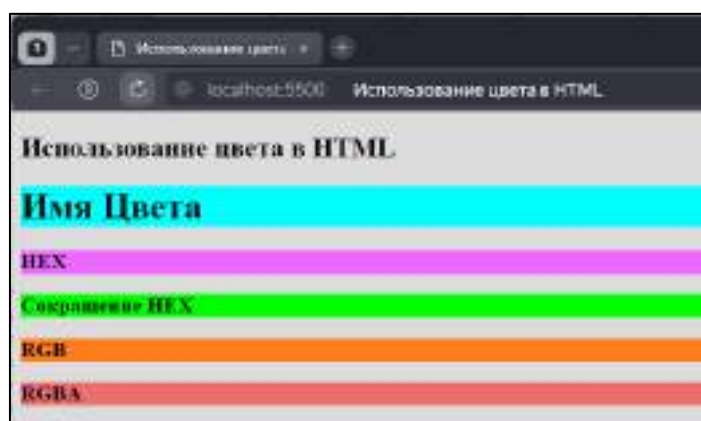 Использование цвета
localhost:5500 Использование цвета в HTML
Использование цвета в HTML
Имя Цвета
HEX
Сокращение HEX
RGB
RGBA